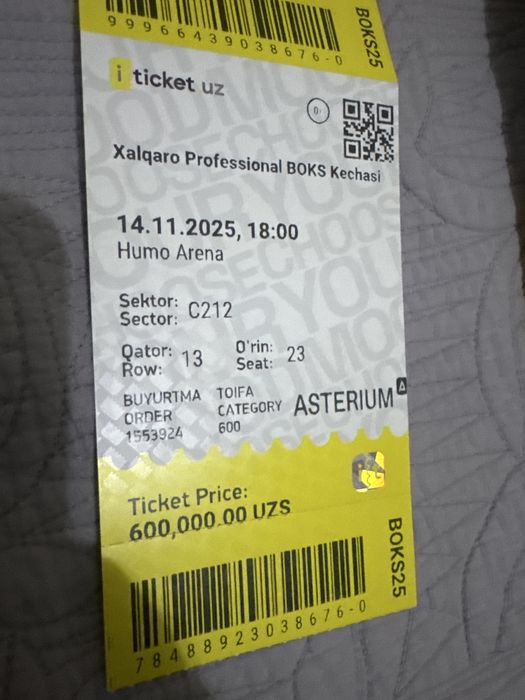 99966439038676-0
BOKS25
i ticket uz
Xalqaro Professional BOKS Kechasi
14.11.2025, 18:00
Humo Arena
Sektor:
Sector: C212
Qator:
Row: 13
O'rin:
Seat: 23
BUYURTMA
ORDER
1553924
TOIFA
CATEGORY
600
ASTERIUM
Ticket Price:
600,000.00 UZS
BOKS25
78488923038676-0